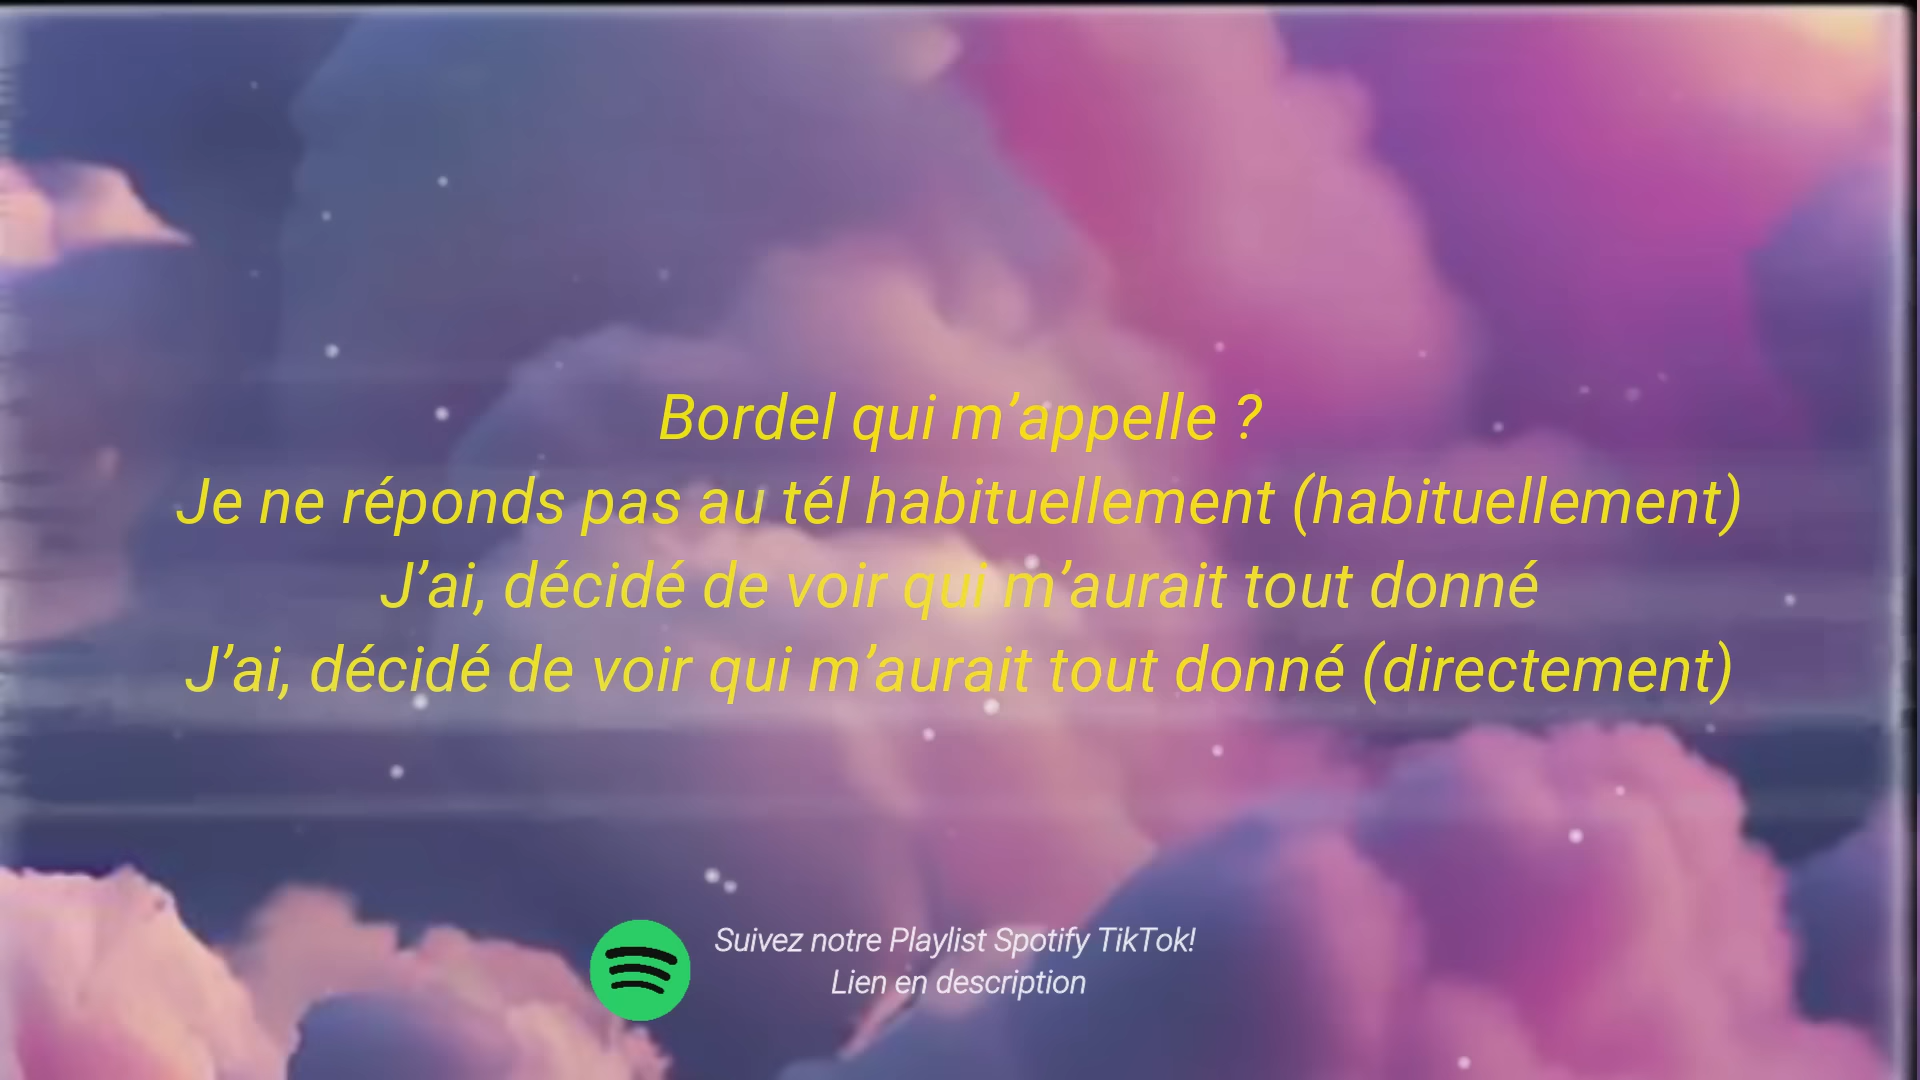 Bordel qui m’appelle ?
Je ne réponds pas au tél habituellement (habituellement)
J’ai, décidé de voir qui m’aurait tout donné
J’ai, décidé de voir qui m’aurait tout donné (directement)
Suivez notre Playlist Spotify TikTok!
Lien en description